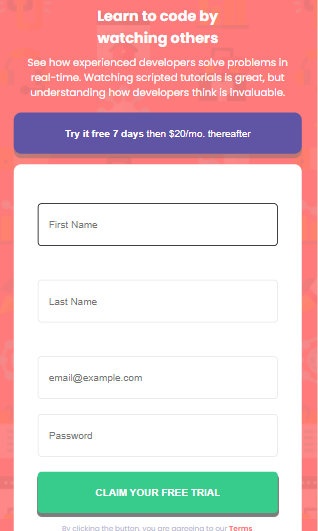 Learn to code by
watching others
See how experienced developers solve problems in
real-time. Watching scripted tutorials is great, but
understanding how developers think is invaluable.
Try it free 7 days then $20/mo. thereafter
First Name
Last Name
email@example.com
Password
CLAIM YOUR FREE TRIAL
By clicking the button, you are agreeing to our Terms